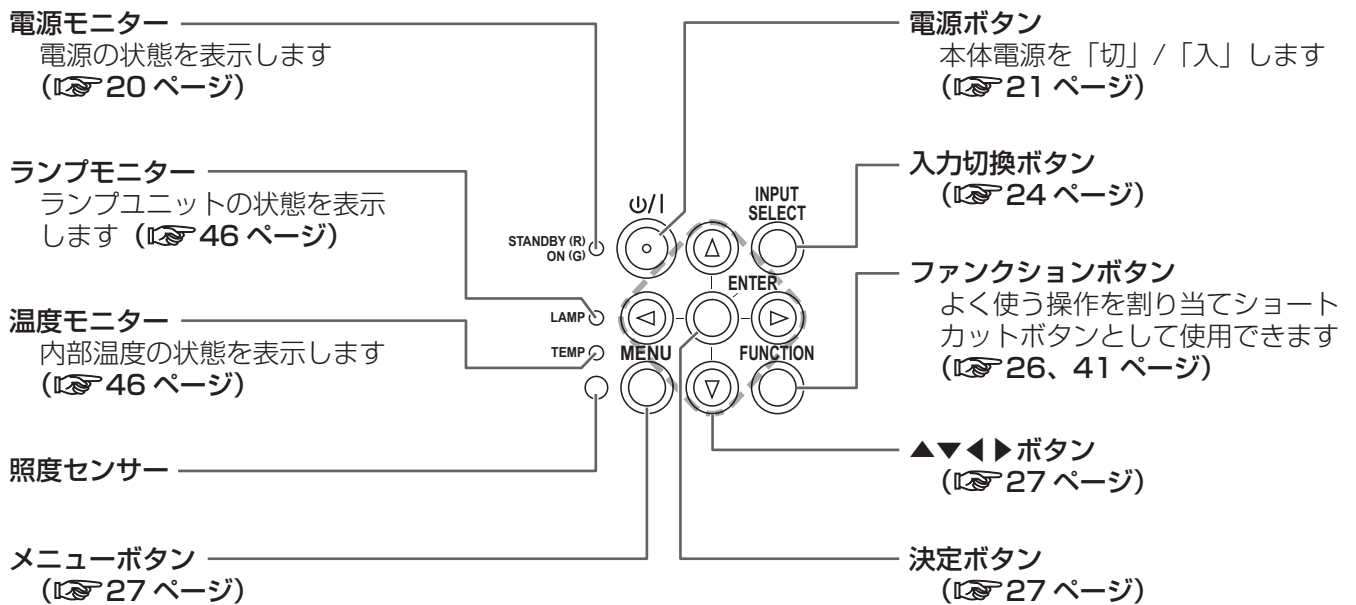 電源モニター
電源の状態を表示します
（☞20 ページ）
ランプモニター
ランプユニットの状態を表示
します（☞46 ページ）
温度モニター
内部温度の状態を表示します
（☞46 ページ）
照度センサー
メニューボタン
（☞27 ページ）
STANDBY (R)
ON (G)
LAMP
TEMP
⏻/|
INPUT
SELECT
ENTER
MENU
FUNCTION
電源ボタン
本体電源を「切」/「入」します
（☞21 ページ）
入力切換ボタン
（☞24 ページ）
ファンクションボタン
よく使う操作を割り当てショート
カットボタンとして使用できます
（☞26、41 ページ）
▲▼◀▶ボタン
（☞27 ページ）
決定ボタン
（☞27 ページ）